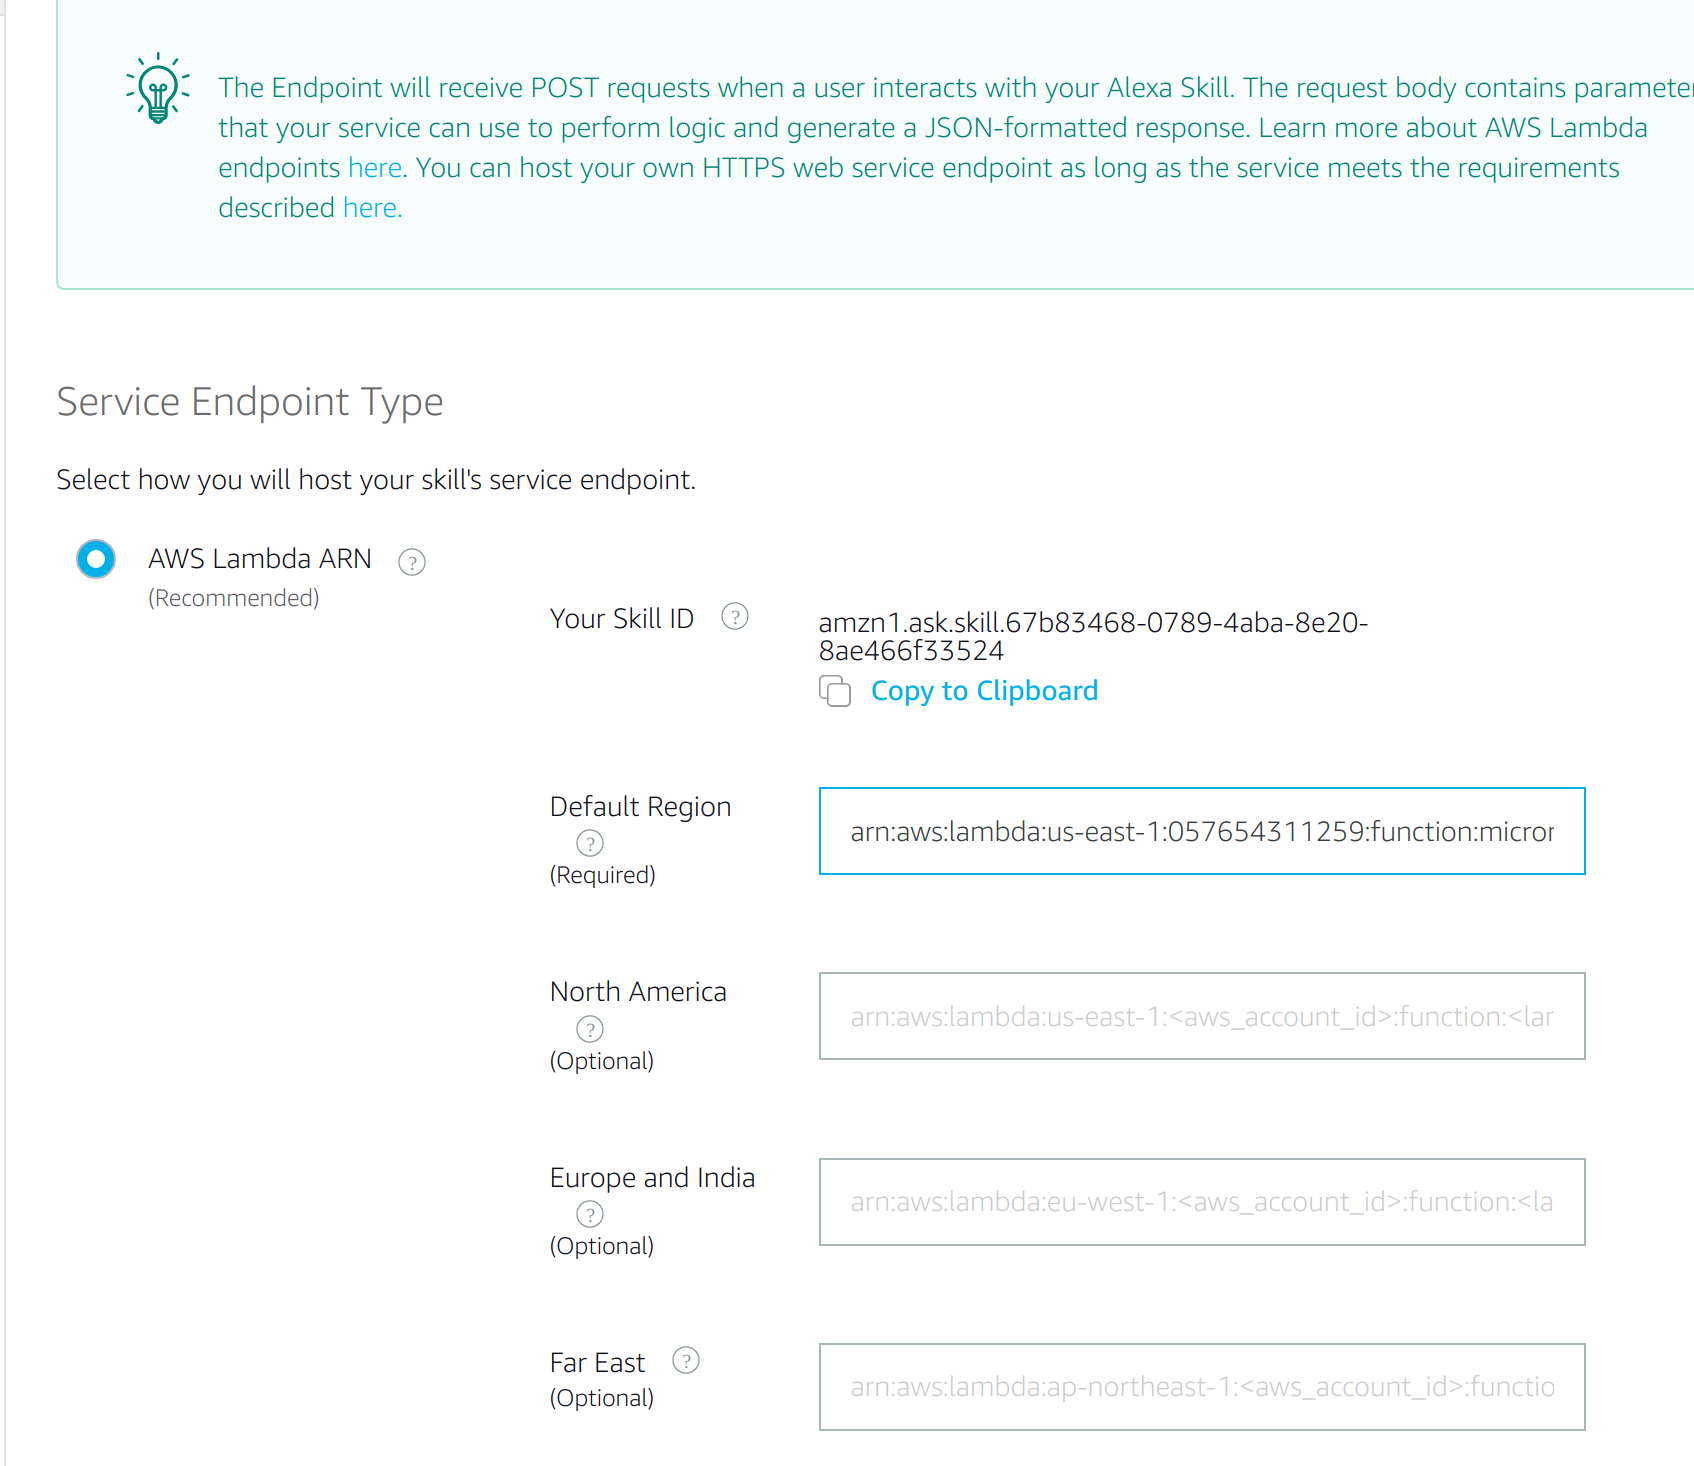 The Endpoint will receive POST requests when a user interacts with your Alexa Skill. The request body contains
that your service can use to perform logic and generate a JSON-formatted response. Learn more about AWS Lambda
endpoints here. You can host your own HTTPS web service endpoint as long as the service meets the requirements
described here.
Service Endpoint Type
Select how you will host your skill's service endpoint.
AWS Lambda ARN ?
(Recommended)
Your Skill ID ?
amzn1.ask.skill.67b83468-0789-4aba-8e20-
8ae466f33524
Copy to Clipboard
Default Region
?
(Required)
arn:aws:lambda:us-east-1:057654311259:function:micror
North America
?
(Optional)
arn:aws:lambda:us-east-1:<aws_account_id>:function:<lar
Europe and India
?
(Optional)
arn:aws:lambda:eu-west-1:<aws_account_id>:function:<la
Far East ?
(Optional)
arn:aws:lambda:ap-northeast-1:<aws_account_id>:functio